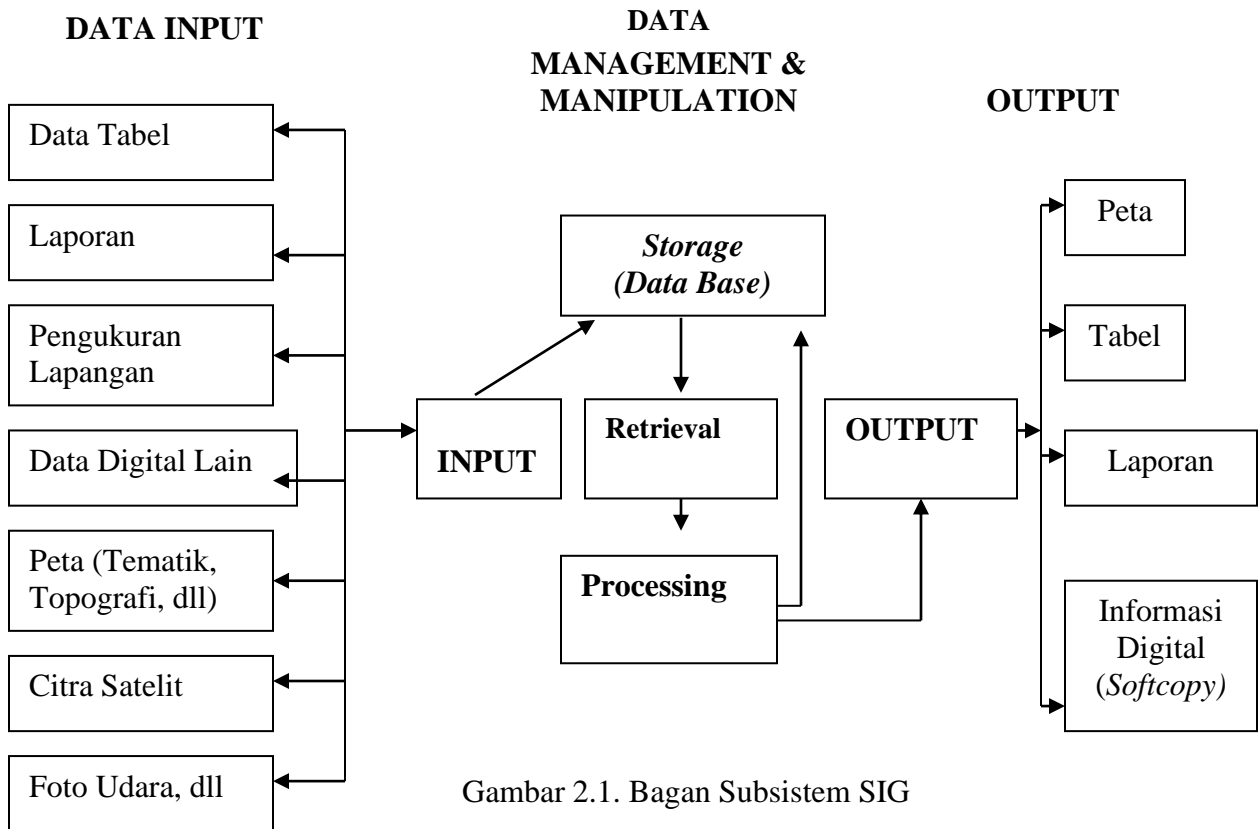 DATA INPUT
DATA
MANAGEMENT &
MANIPULATION
OUTPUT
Data Tabel
Laporan
Pengukuran
Lapangan
Data Digital Lain
Peta (Tematik,
Topografi, dll)
Citra Satelit
Foto Udara, dll
INPUT
Storage
(Data Base)
Retrieval
Processing
OUTPUT
Peta
Tabel
Laporan
Informasi
Digital
(Softcopy)
Gambar 2.1. Bagan Subsistem SIG